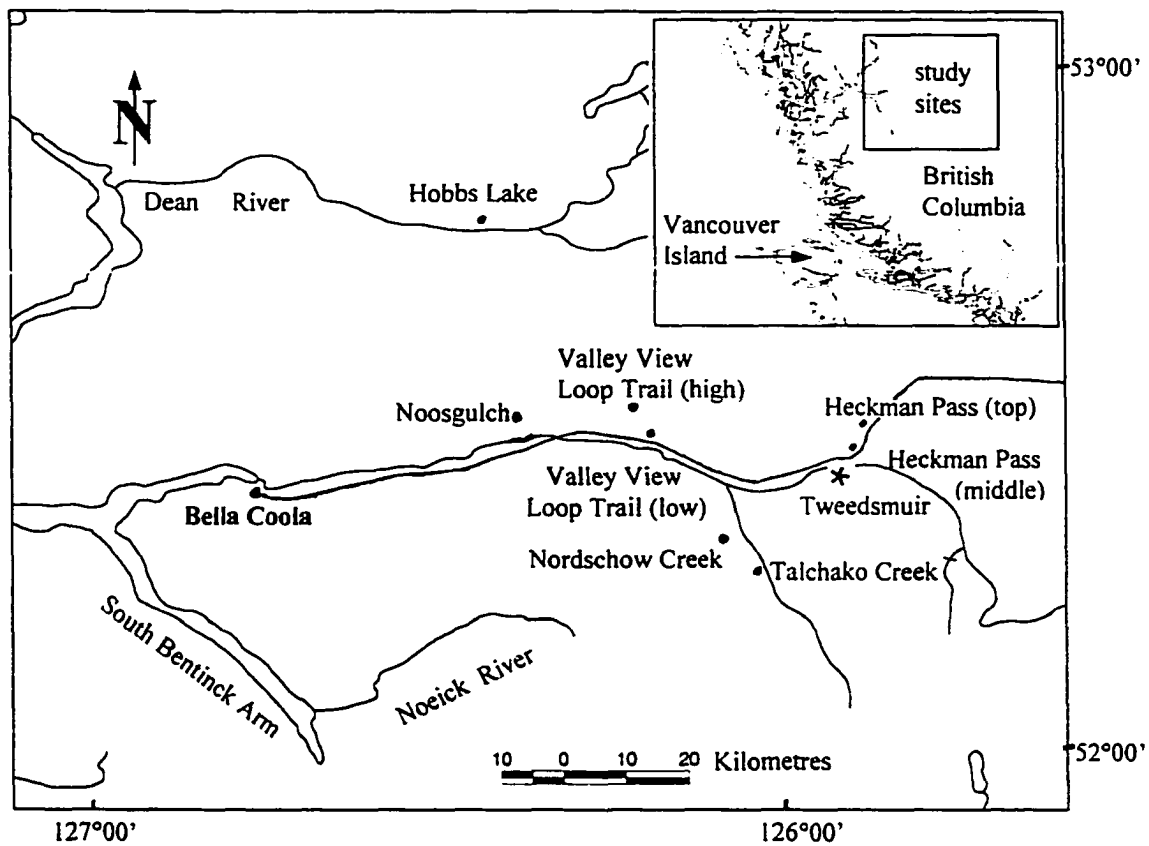 53°00'
study
sites
N
British
Columbia
Dean River
Hobbs Lake
Vancouver
Island
Valley View
Loop Trail (high)
Noosgulch
Heckman Pass (top)
Heckman Pass
(middle)
Valley View
Loop Trail (low)
Tweedsmuir
Bella Coola
Nordschow Creek
Talchako Creek
South Bentinck Arm
Noeick River
52°00'
10 0 10 20 Kilometres
127°00'
126°00'